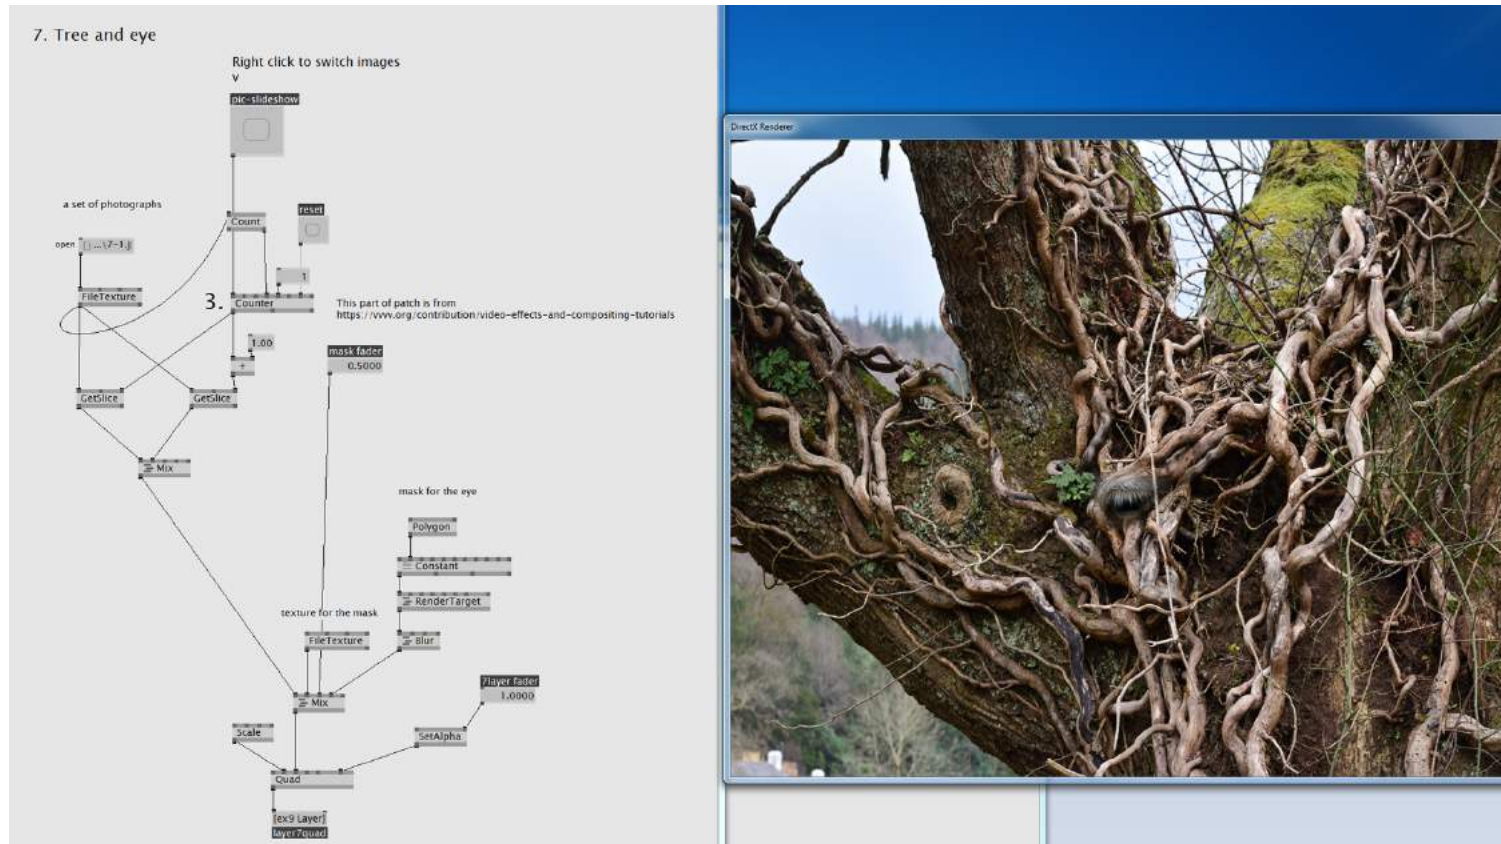 7. Tree and eye
Right click to switch images
v
pic-slideshow
DirectX Renderer
a set of photographs
reset
Count
open
[] ...\7-1.j
1
FileTexture
3.
Counter
This part of patch is from
https://vvvv.org/contribution/video-effects-and-compositing-tutorials
1.00
mask fader
0.5000
+
GetSlice
GetSlice
Mix
mask for the eye
Polygon
Constant
RenderTarget
texture for the mask
FileTexture
Blur
7layer fader
1.0000
Mix
Scale
SetAlpha
Quad
[ex9 Layer]
layer7quad